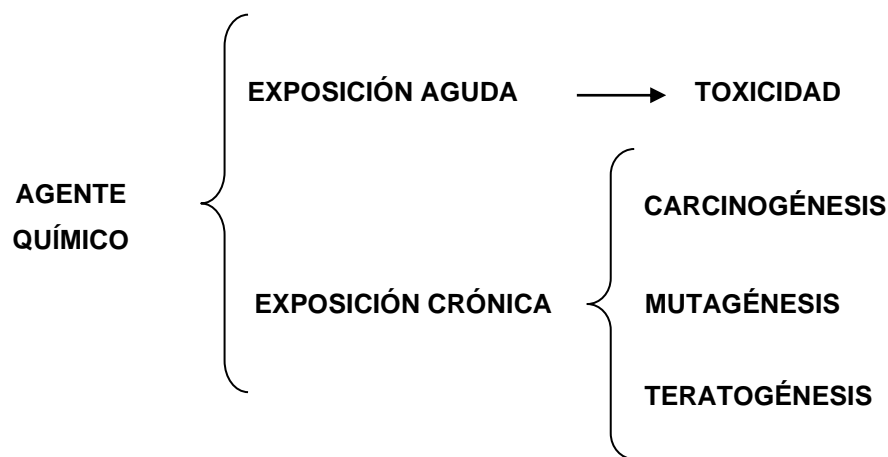 EXPOSICIÓN AGUDA
TOXICIDAD
AGENTE
QUÍMICO
CARCINOGÉNESIS
EXPOSICIÓN CRÓNICA
MUTAGÉNESIS
TERATOGÉNESIS